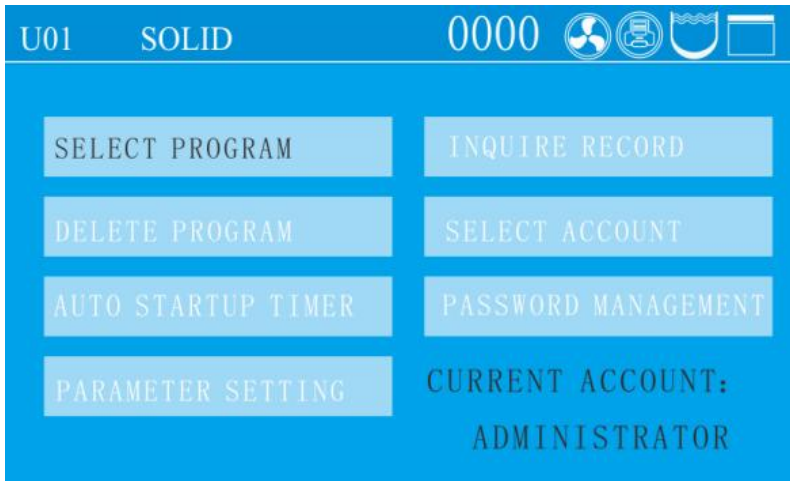 U01 SOLID 0000
SELECT PROGRAM
INQUIRE RECORD
DELETE PROGRAM
SELECT ACCOUNT
AUTO STARTUP TIMER
PASSWORD MANAGEMENT
PARAMETER SETTING
CURRENT ACCOUNT:
ADMINISTRATOR